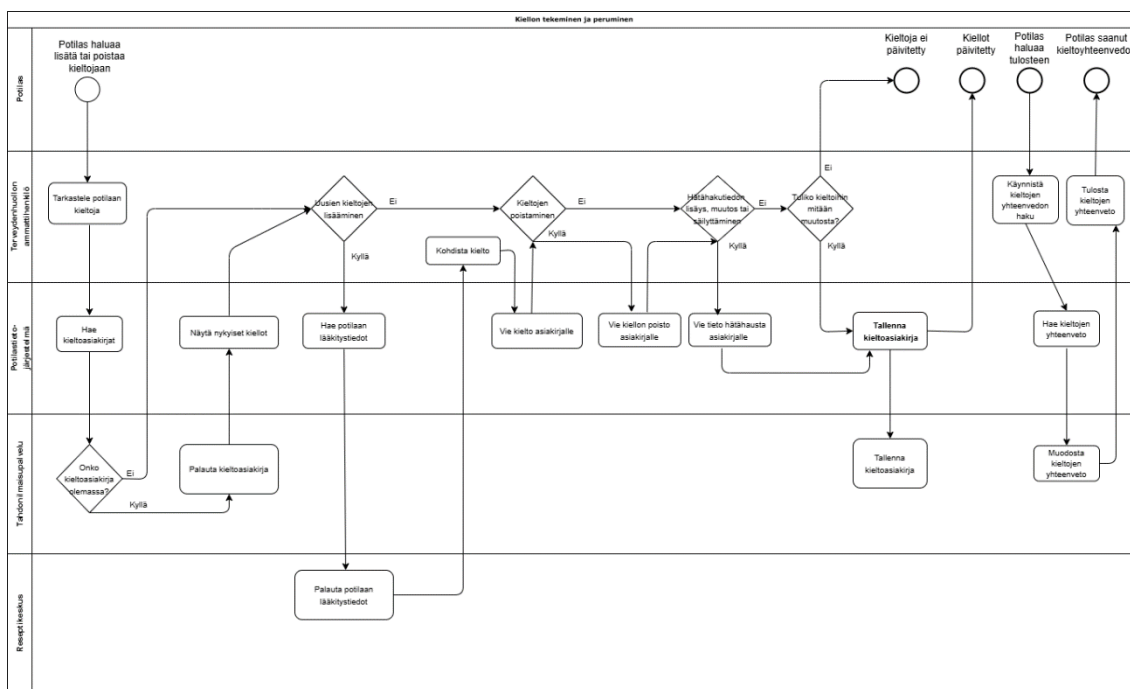 Kiellon tekeminen ja peruminen
Potilas
Potilas haluaa
lisätä tai poistaa
kieltojaan
Kieltoja ei
päivitetty
Kiellot
päivitetty
Potilas
haluaa
tulosteen
Potilas saanut
kieltoyhteenvedo
Terveydenhuollon
ammattihenkilö
Tarkastele potilaan
kieltoja
Uusien kieltojen
lisääminen
Ei
Kyllä
Kohdista kielto
Kieltojen
poistaminen
Ei
Kyllä
Hätähakutiedon
lisäys, muutos tai
säilyttäminen
Ei
Kyllä
Tuliko kieltoihin
mitään
muutosta?
Ei
Kyllä
Käynnistä
kieltojen
yhteenvedon
haku
Tulosta
kieltojen
yhteenveto
Potilastieto-
järjestelmä
Hae
kieltoasiakirjat
Näytä nykyiset kiellot
Hae potilaan
lääkitystiedot
Vie kielto asiakirjalle
Vie kiellon poisto
asiakirjalle
Vie tieto hätähausta
asiakirjalle
Tallenna
kieltoasiakirja
Hae kieltojen
yhteenveto
Tahdonilmaisupalvelu
Onko
kieltoasiakirja
olemassa?
Ei
Kyllä
Palauta kieltoasiakirja
Tallenna
kieltoasiakirja
Muodosta
kieltojen
yhteenveto
Reseptikeskus
Palauta potilaan
lääkitystiedot